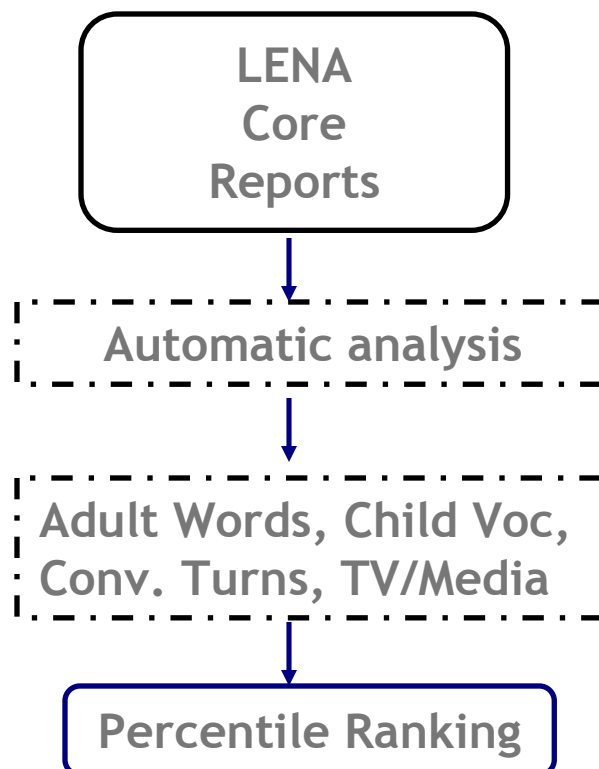 LENA
Core
Reports
Automatic analysis
Adult Words, Child Voc,
Conv. Turns, TV/Media
Percentile Ranking